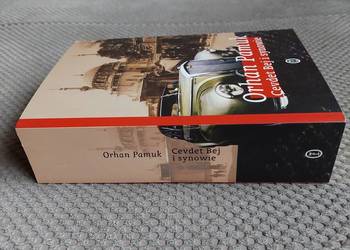 Orhan Pamuk
Cevdet Bej i synowie
Orhan Pamuk
Cevdet Bej
i synowie